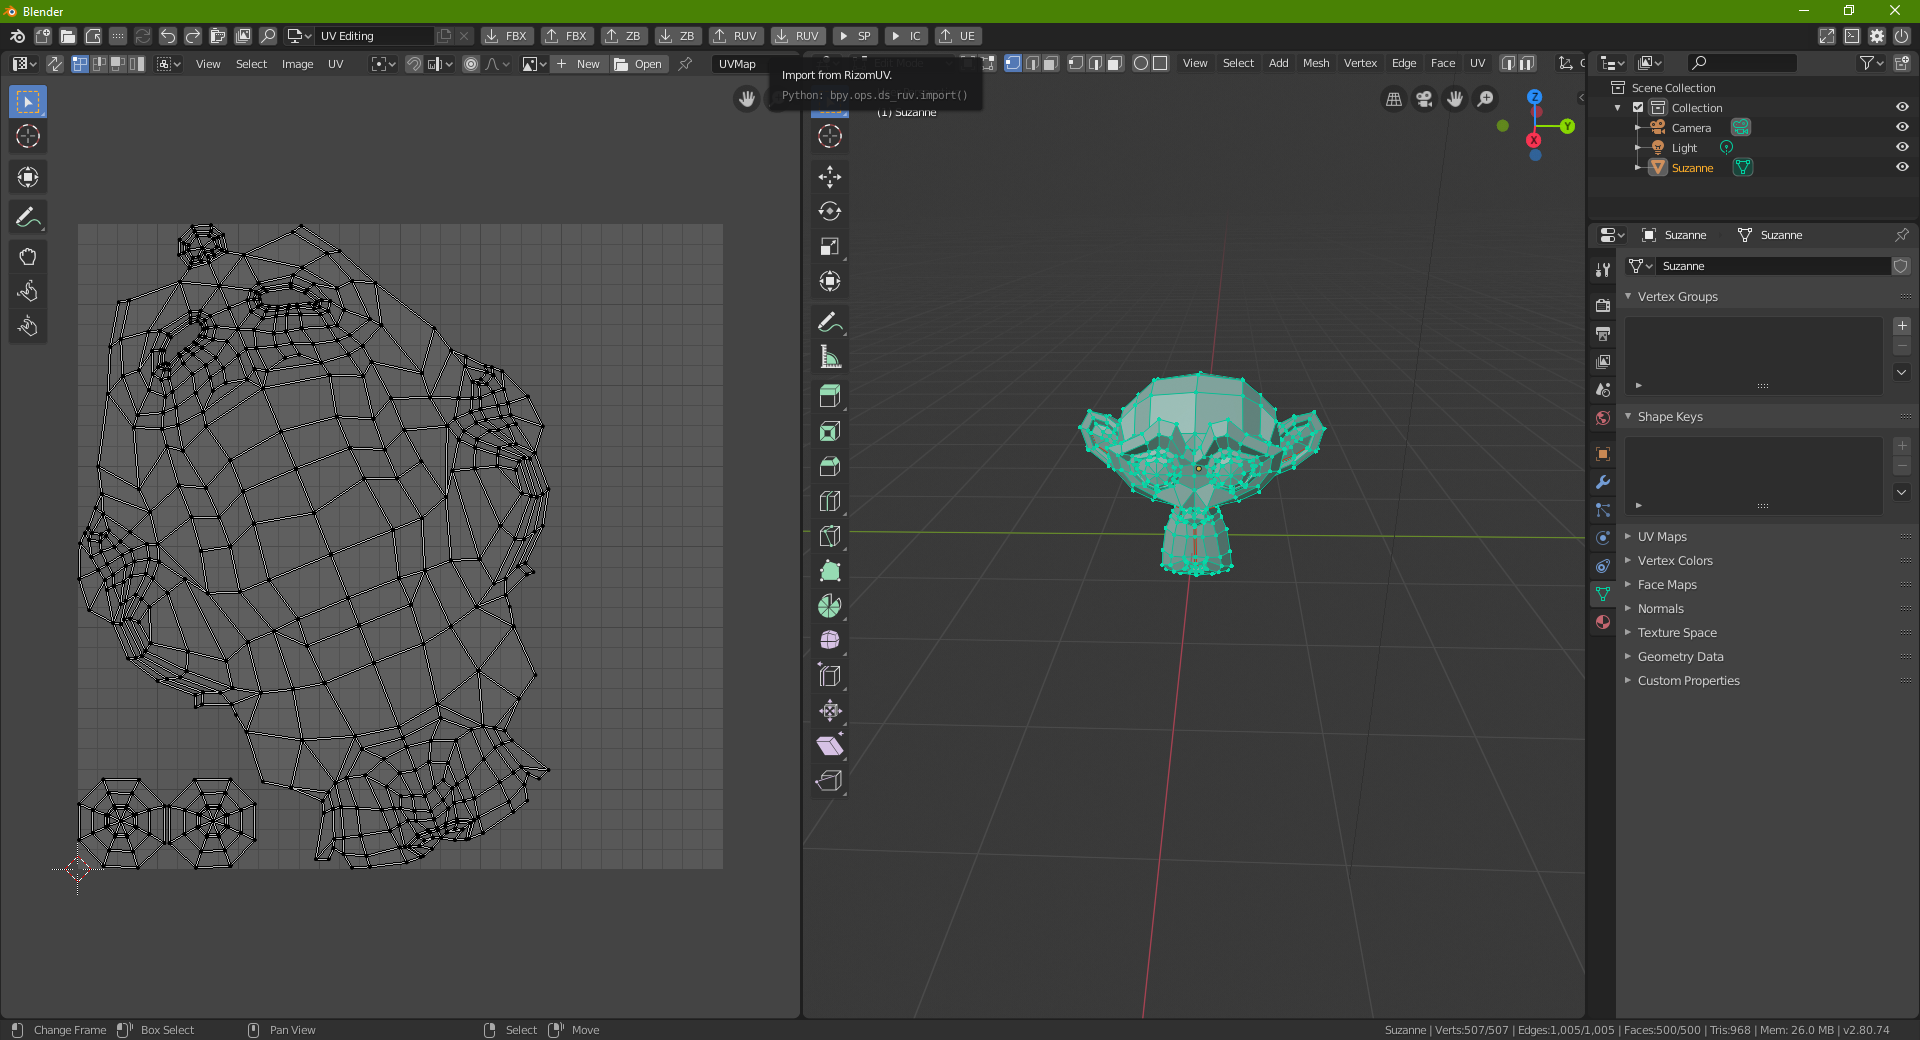 Blender
UV Editing FBX FBX ZB ZB RUV RUV SP IC UE
View Select Image UV New Open UVMap
View Select Add Mesh Vertex Edge Face UV
Import from RizomUV.
Python: bpy.ops.ds_ruv.import()
(1) Suzanne
Z
Y
X
Scene Collection
Collection
Camera
Light
Suzanne
Suzanne Suzanne
Suzanne
Vertex Groups
Shape Keys
UV Maps
Vertex Colors
Face Maps
Normals
Texture Space
Geometry Data
Custom Properties
Change Frame Box Select Pan View Select Move Suzanne | Verts:507/507 | Edges:1,005/1,005 | Faces:500/500 | Tris:968 | Mem: 26.0 MB | v2.80.74